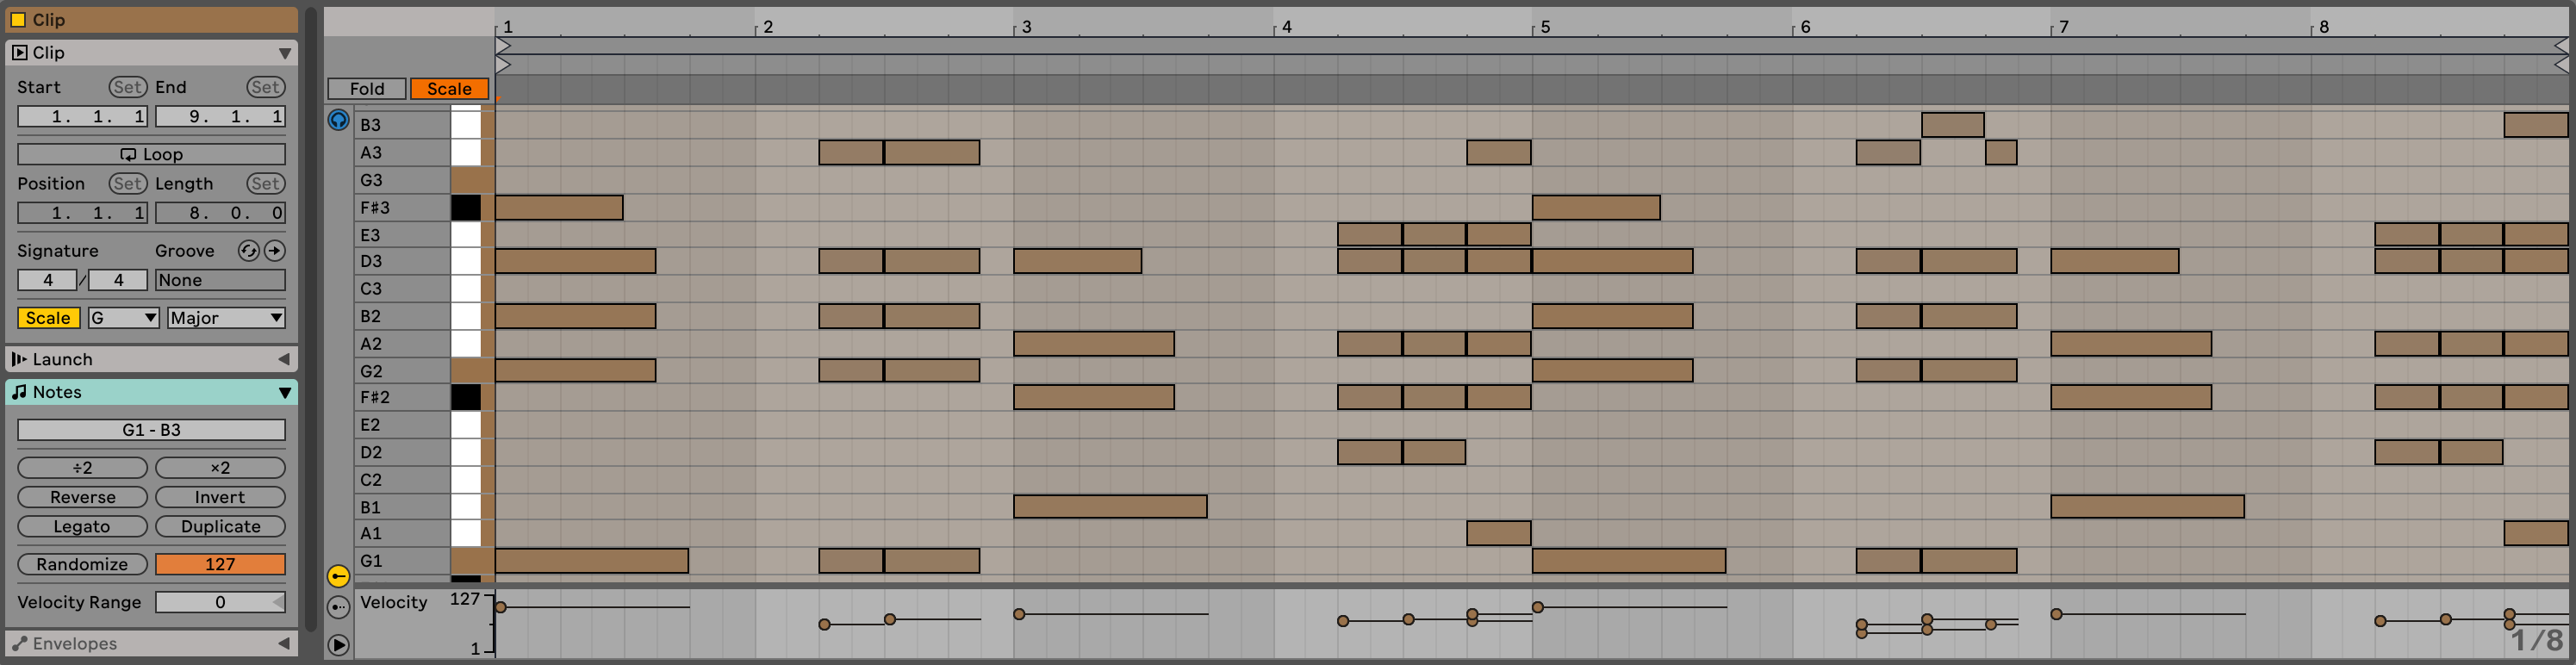 Clip
Clip
Start Set End Set
1. 1. 1 9. 1. 1
Loop
Position Set Length Set
1. 1. 1 8. 0. 0
Signature Groove
4 / 4 None
Scale G Major
Launch
Notes
G1 - B3
÷2 ×2
Reverse Invert
Legato Duplicate
Randomize 127
Velocity Range 0
Envelopes
1 2 3 4 5 6 7 8
Fold Scale
B3
A3
G3
F#3
E3
D3
C3
B2
A2
G2
F#2
E2
D2
C2
B1
A1
G1
Velocity 127
1
1/8